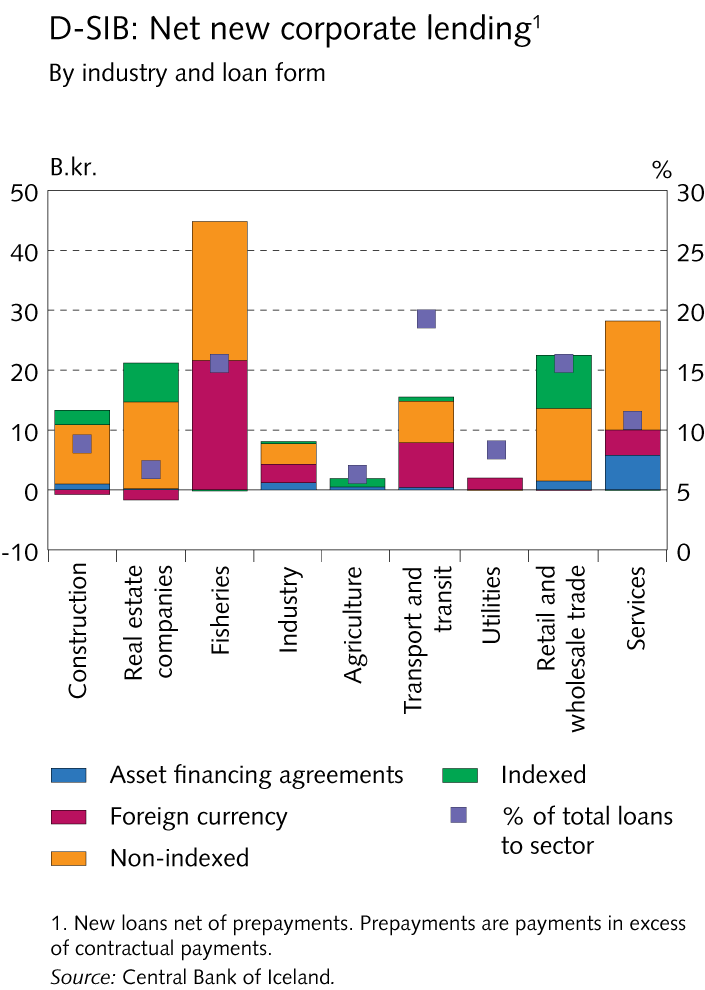 D-SIB: Net new corporate lending¹
By industry and loan form
B.kr.
%
50
40
30
20
10
0
-10
30
25
20
15
10
5
0
Construction
Real estate
companies
Fisheries
Industry
Agriculture
Transport and
transit
Utilities
Retail and
wholesale trade
Services
Asset financing agreements
Foreign currency
Non-indexed
Indexed
% of total loans
to sector
1. New loans net of prepayments. Prepayments are payments in excess
of contractual payments.
Source: Central Bank of Iceland.